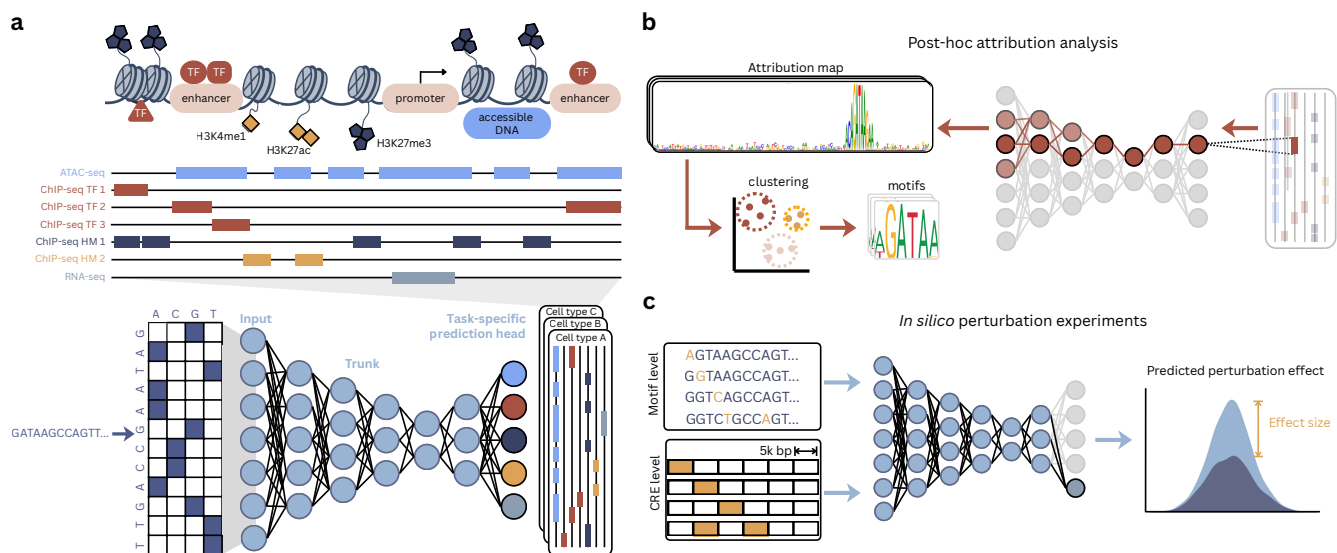 a
TF TF
TF
enhancer
promoter
enhancer
TF
accessible
DNA
H3K4me1
H3K27ac
H3K27me3
ATAC-seq
ChIP-seq TF 1
ChIP-seq TF 2
ChIP-seq TF 3
ChIP-seq HM 1
ChIP-seq HM 2
RNA-seq
A C G T
Input
Trunk
Task-specific
prediction head
Cell type C
Cell type B
Cell type A
GATAAGCCAGTT...
G
A
T
A
A
G
C
C
A
G
T
T
b
Post-hoc attribution analysis
Attribution map
clustering
motifs
A
GATAA
c
In silico perturbation experiments
Motif level
AGTAAGCCAGT...
GGTAAGCCAGT...
GGTCAGCCAGT...
GGTCTGCCAGT...
CRE level
5k bp
Predicted perturbation effect
Effect size